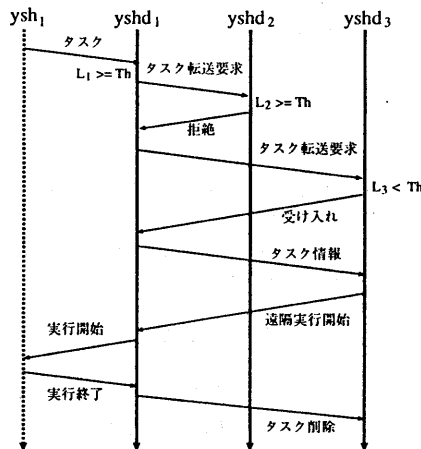 ysh1 yshd1 yshd2 yshd3
タスク
L1 >= Th
タスク転送要求
L2 >= Th
拒絶
タスク転送要求
L3 < Th
受け入れ
タスク情報
遠隔実行開始
実行開始
実行終了
タスク削除